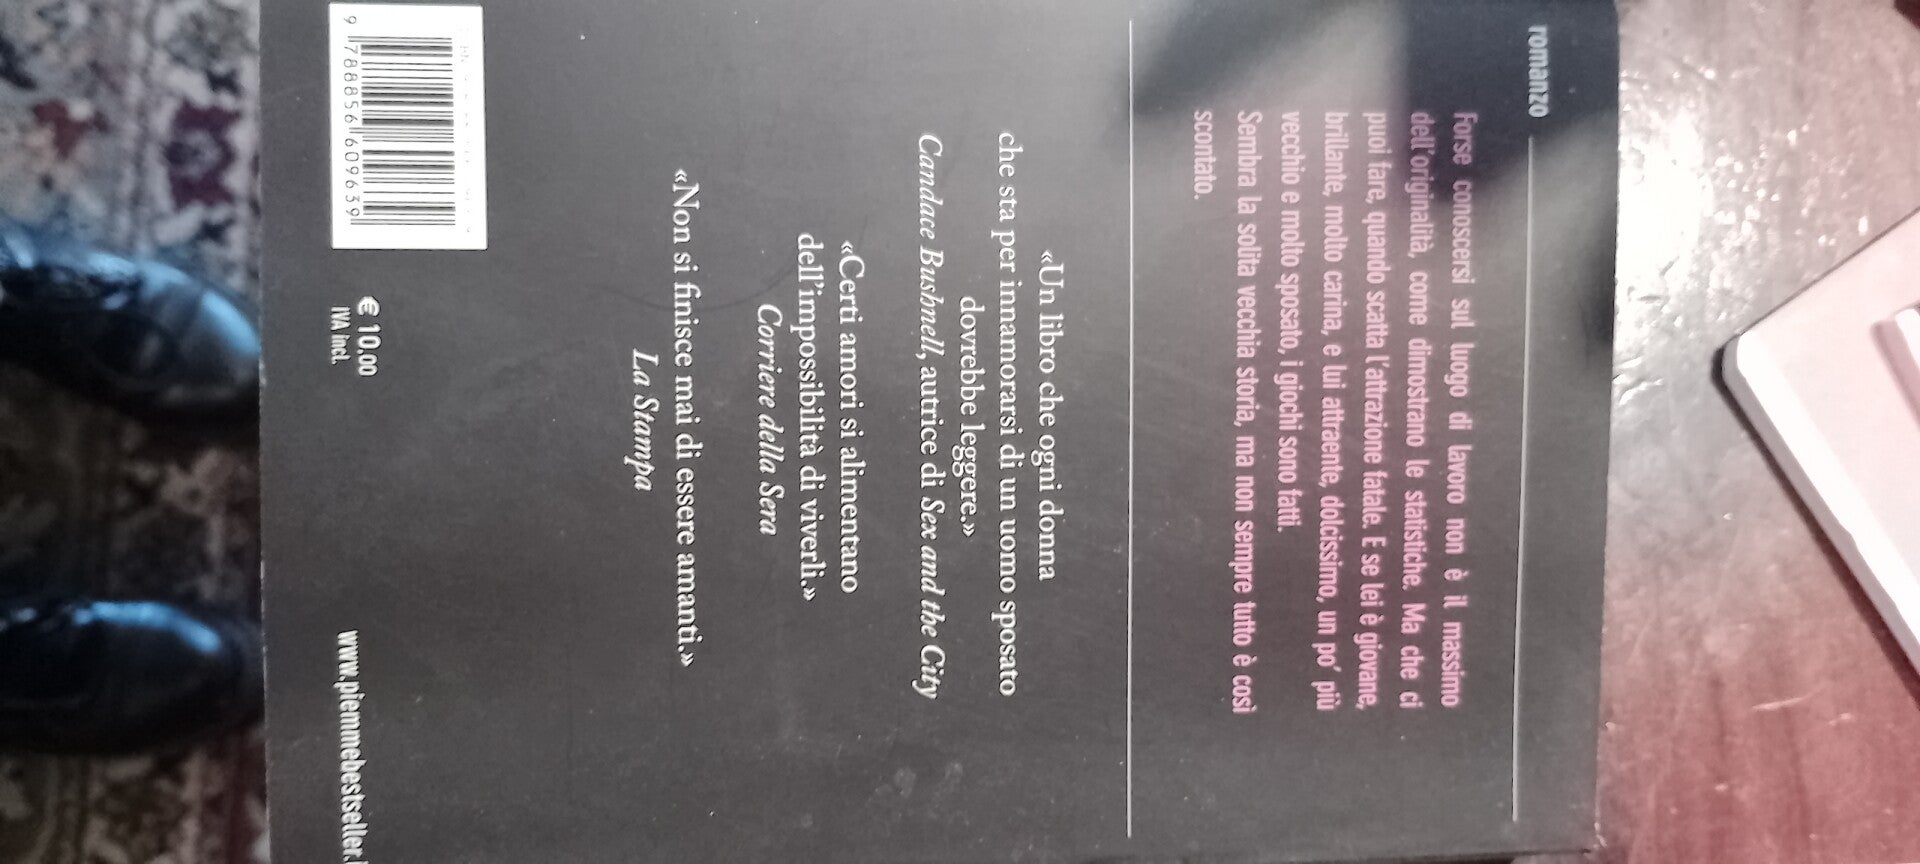 romanzo
Forse conoscersi sul luogo di lavoro non è il massimo
dell'originalità, come dimostrano le statistiche. Ma che ci
puoi fare, quando scatta l'attrazione fatale. E se lei è giovane,
brillante, molto carina, e lui attraente, dolcissimo, un po' più
vecchio e molto sposato, i giochi sono fatti.
Sembra la solita vecchia storia, ma non sempre tutto è così
scontato.
«Un libro che ogni donna
che sta per innamorarsi di un uomo sposato
dovrebbe leggere.»
Candace Bushnell, autrice di Sex and the City
«Certi amori si alimentano
dell'impossibilità di viverli.»
Corriere della Sera
«Non si finisce mai di essere amanti.»
La Stampa
9 788856 609639
€ 10,00
IVA incl.
www.piemmebestseller.